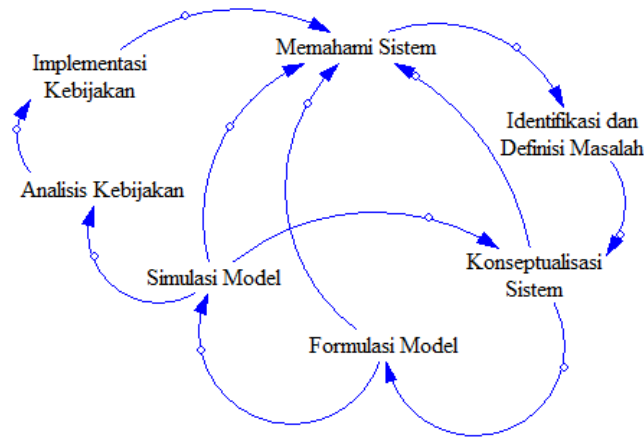 Memahami Sistem
Implementasi
Kebijakan
Identifikasi dan
Definisi Masalah
Analisis Kebijakan
Konseptualisasi
Sistem
Simulasi Model
Formulasi Model